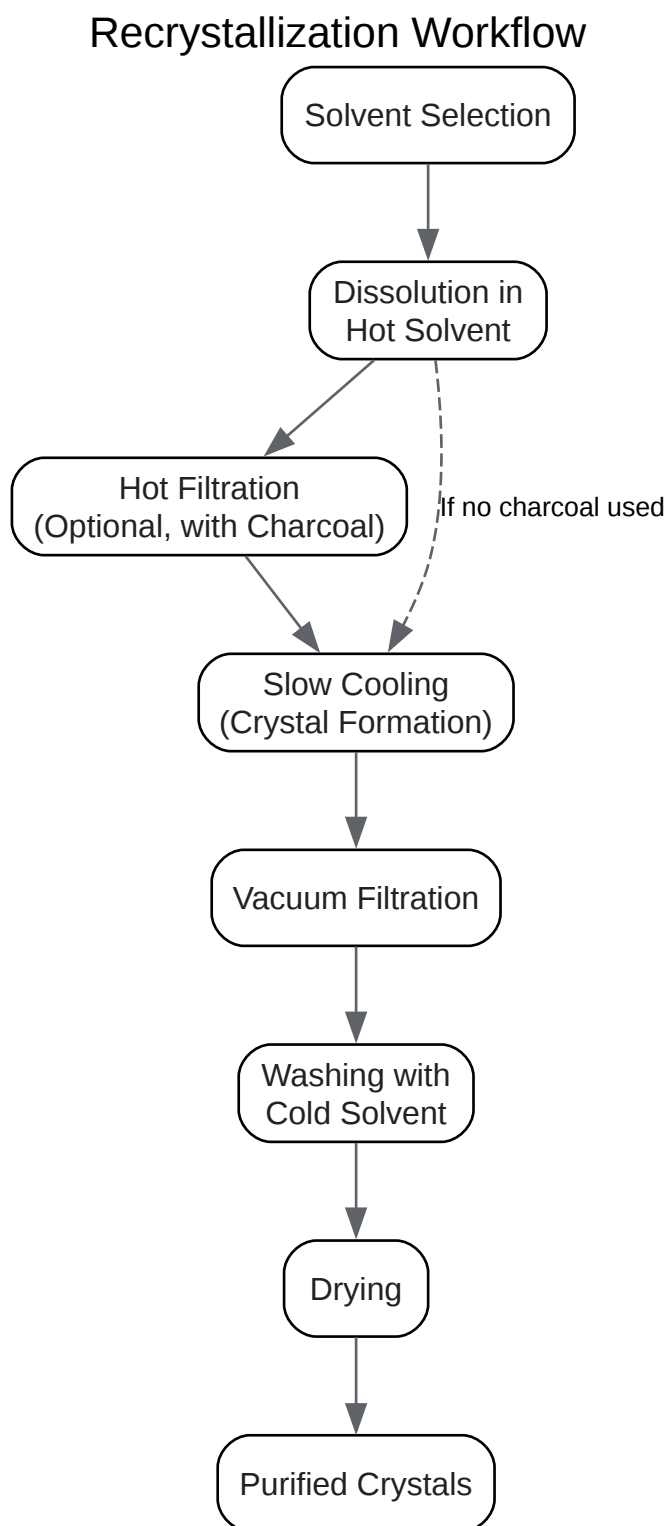 Recrystallization Workflow
Solvent Selection
Dissolution in
Hot Solvent
Hot Filtration
(Optional, with Charcoal)
If no charcoal used
Slow Cooling
(Crystal Formation)
Vacuum Filtration
Washing with
Cold Solvent
Drying
Purified Crystals